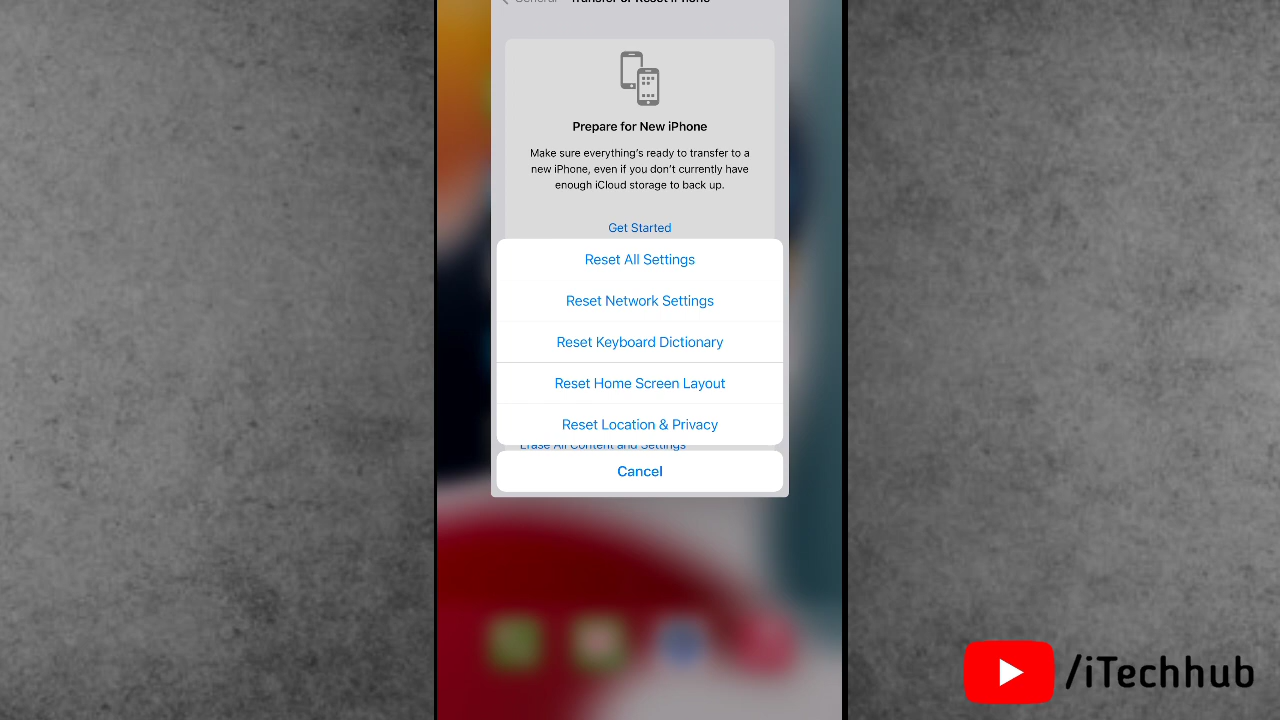 General Transfer or Reset iPhone
Prepare for New iPhone
Make sure everything's ready to transfer to a
new iPhone, even if you don't currently have
enough iCloud storage to back up.
Get Started
Reset All Settings
Reset Network Settings
Reset Keyboard Dictionary
Reset Home Screen Layout
Reset Location & Privacy
Erase All Content and Settings
Cancel
/iTechhub